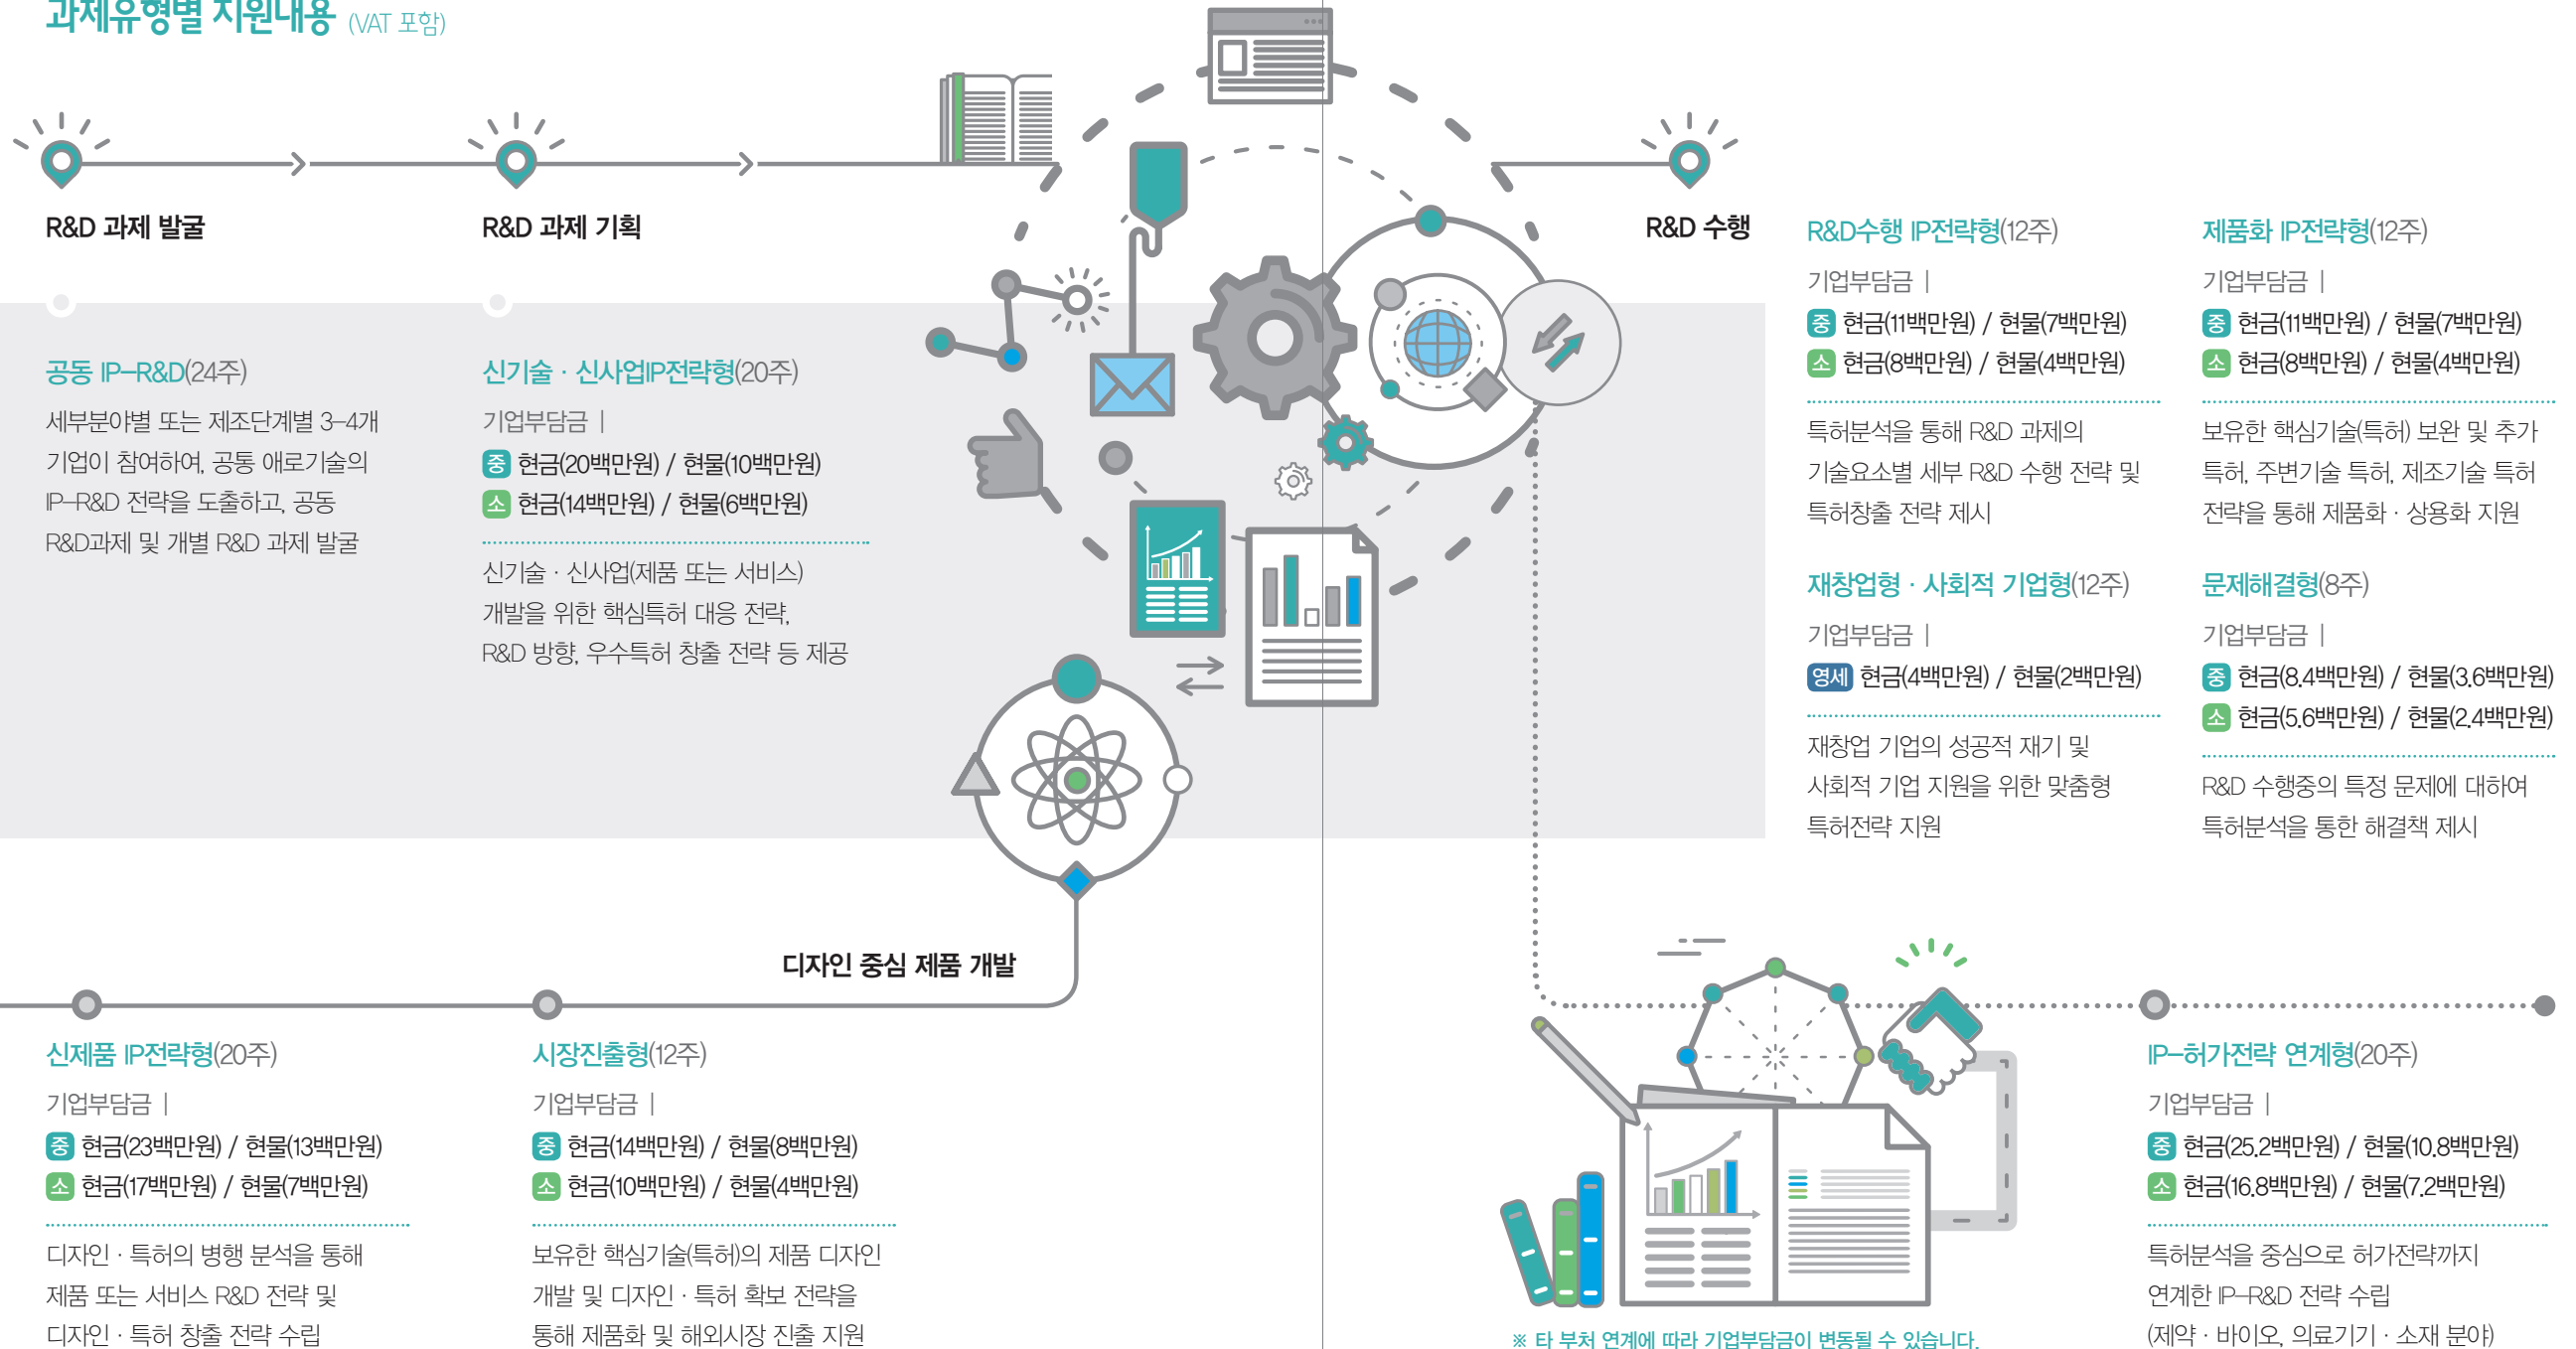 과제유형별 지원내용 (VAT 포함)
R&D 과제 발굴
공동 IP-R&D(24주)
세부분야별 또는 제조단계별 3-4개
기업이 참여하여, 공통 애로기술의
IP-R&D 전략을 도출하고, 공동
R&D과제 및 개별 R&D 과제 발굴
R&D 과제 기획
신기술 · 신사업IP전략형(20주)
기업부담금 |
중 현금(20백만원) / 현물(10백만원)
소 현금(14백만원) / 현물(6백만원)
신기술 · 신사업(제품 또는 서비스)
개발을 위한 핵심특허 대응 전략,
R&D 방향, 우수특허 창출 전략 등 제공
R&D 수행
R&D수행 IP전략형(12주)
기업부담금 |
중 현금(11백만원) / 현물(7백만원)
소 현금(8백만원) / 현물(4백만원)
특허분석을 통해 R&D 과제의
기술요소별 세부 R&D 수행 전략 및
특허창출 전략 제시
제품화 IP전략형(12주)
기업부담금 |
중 현금(11백만원) / 현물(7백만원)
소 현금(8백만원) / 현물(4백만원)
보유한 핵심기술(특허) 보완 및 추가
특허, 주변기술 특허, 제조기술 특허
전략을 통해 제품화 · 상용화 지원
재창업형 · 사회적 기업형(12주)
기업부담금 |
영세 현금(4백만원) / 현물(2백만원)
재창업 기업의 성공적 재기 및
사회적 기업 지원을 위한 맞춤형
특허전략 지원
문제해결형(8주)
기업부담금 |
중 현금(8.4백만원) / 현물(3.6백만원)
소 현금(5.6백만원) / 현물(2.4백만원)
R&D 수행중의 특정 문제에 대하여
특허분석을 통한 해결책 제시
디자인 중심 제품 개발
신제품 IP전략형(20주)
기업부담금 |
중 현금(23백만원) / 현물(13백만원)
소 현금(17백만원) / 현물(7백만원)
디자인 · 특허의 병행 분석을 통해
제품 또는 서비스 R&D 전략 및
디자인 · 특허 창출 전략 수립
시장진출형(12주)
기업부담금 |
중 현금(14백만원) / 현물(8백만원)
소 현금(10백만원) / 현물(4백만원)
보유한 핵심기술(특허)의 제품 디자인
개발 및 디자인 · 특허 확보 전략을
통해 제품화 및 해외시장 진출 지원
IP-허가전략 연계형(20주)
기업부담금 |
중 현금(25.2백만원) / 현물(10.8백만원)
소 현금(16.8백만원) / 현물(7.2백만원)
특허분석을 중심으로 허가전략까지
연계한 IP-R&D 전략 수립
(제약 · 바이오, 의료기기 · 소재 분야)
※ 타 부처 연계에 따라 기업부담금이 변동될 수 있습니다.